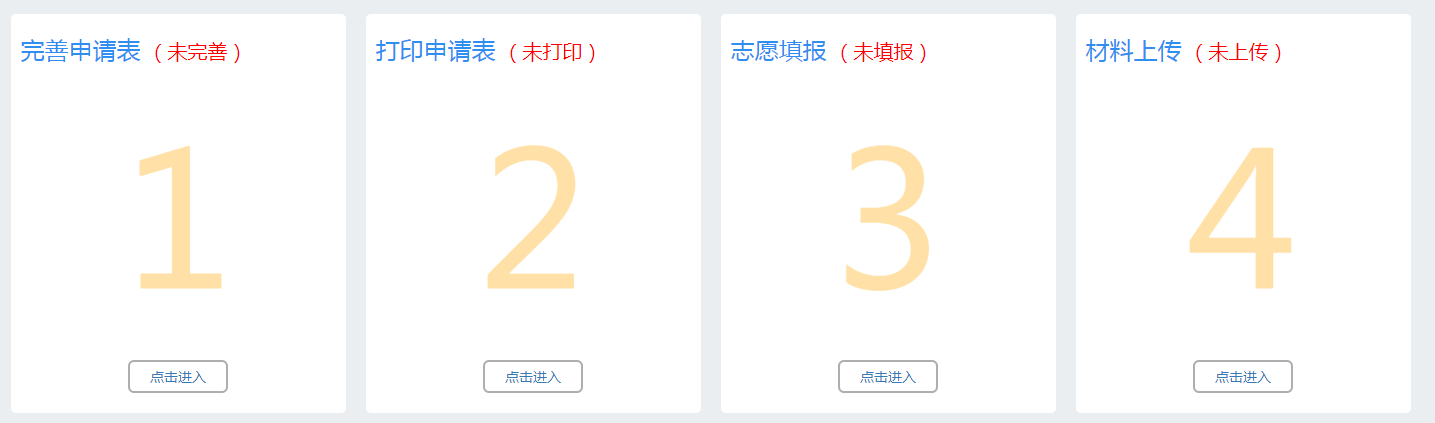 完善申请表（未完善）
1
点击进入
打印申请表（未打印）
2
点击进入
志愿填报（未填报）
3
点击进入
材料上传（未上传）
4
点击进入